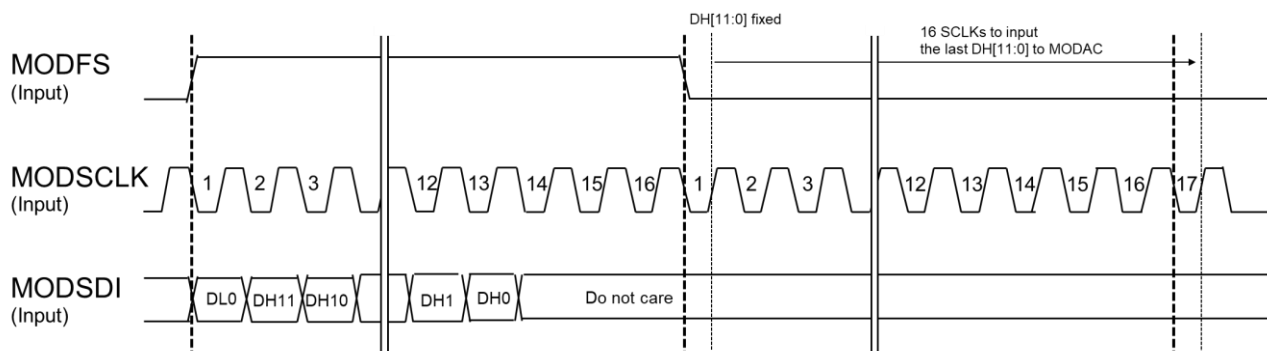 DH[11:0] fixed
16 SCLKs to input
the last DH[11:0] to MODAC
MODFS
(Input)
MODSCLK
(Input)
1 2 3 12 13 14 15 16 1 2 3 12 13 14 15 16 17
MODSDI
(Input)
DL0 DH11 DH10 DH1 DH0 Do not care